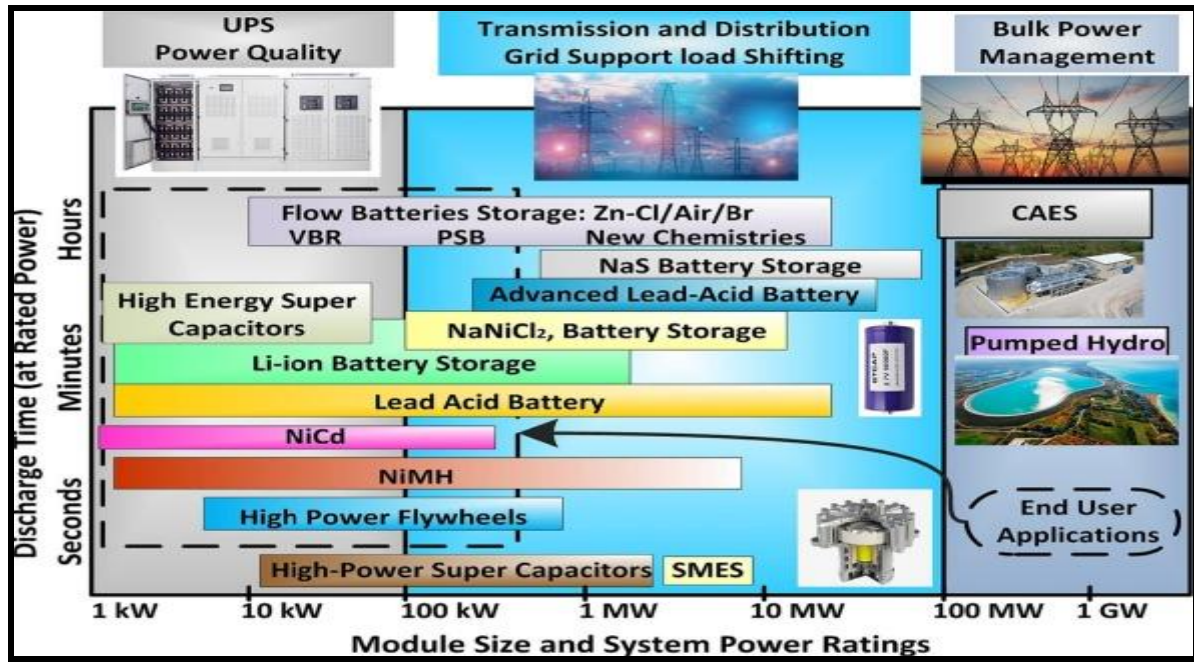 UPS
Power Quality
Transmission and Distribution
Grid Support load Shifting
Bulk Power
Management
Discharge Time (at Rated Power)
Hours
Minutes
Seconds
Flow Batteries Storage: Zn-Cl/Air/Br
VBR PSB New Chemistries
NaS Battery Storage
Advanced Lead-Acid Battery
High Energy Super
Capacitors
NaNiCl₂, Battery Storage
Li-ion Battery Storage
Lead Acid Battery
NiCd
NiMH
High Power Flywheels
High-Power Super Capacitors
SMES
CAES
Pumped Hydro
End User
Applications
1 kW 10 kW 100 kW 1 MW 10 MW 100 MW 1 GW
Module Size and System Power Ratings